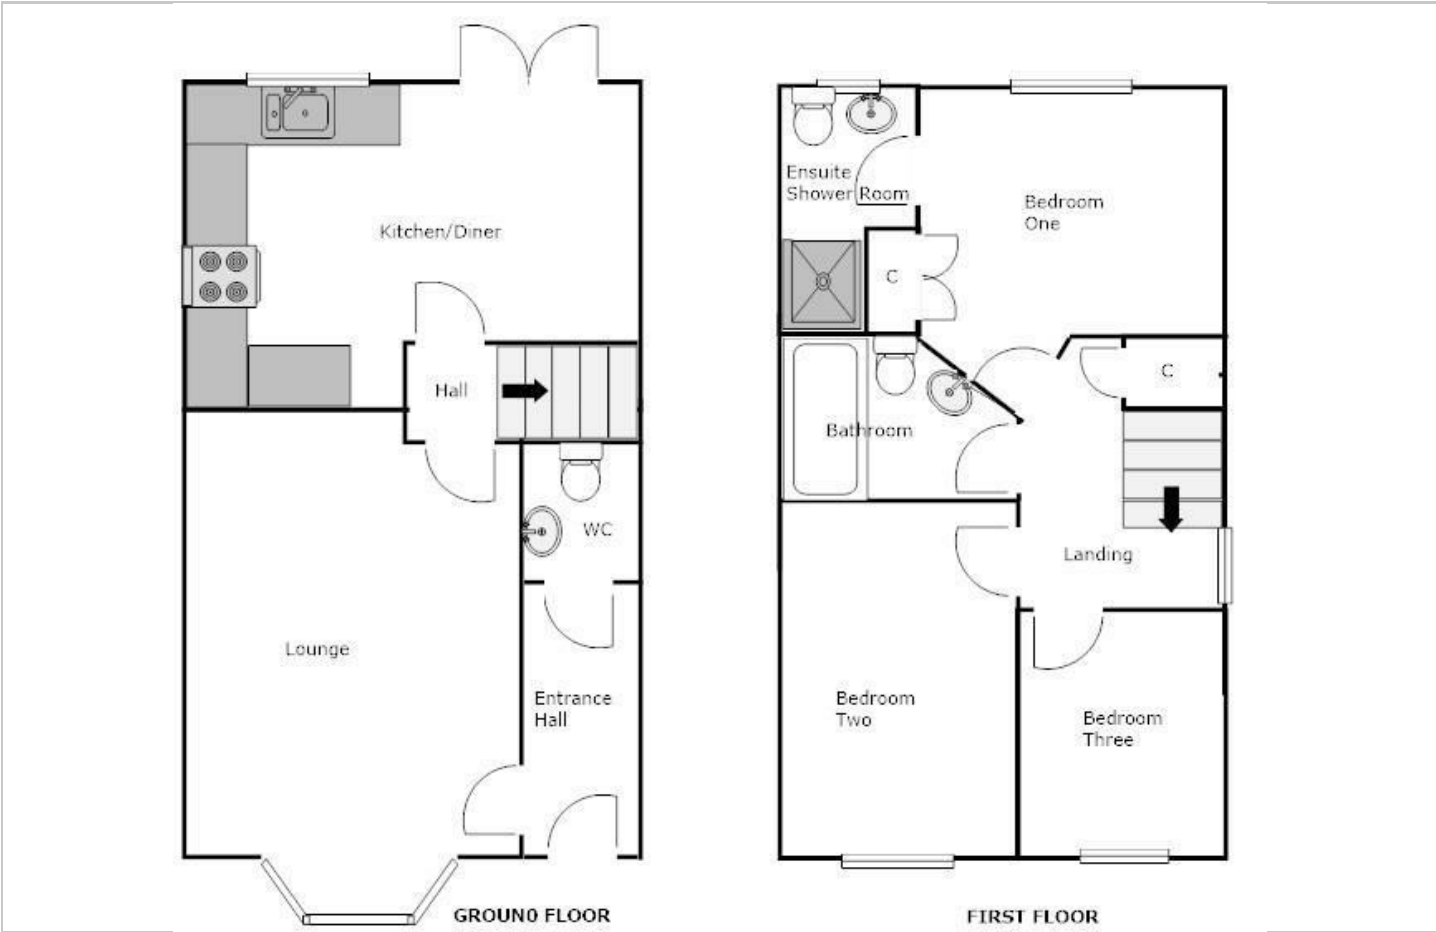 Kitchen/Diner
Hall
WC
Lounge
Entrance
Hall
GROUN0 FLOOR
Ensuite
Shower Room
Bedroom
One
C
C
Bathroom
Landing
Bedroom
Two
Bedroom
Three
FIRST FLOOR